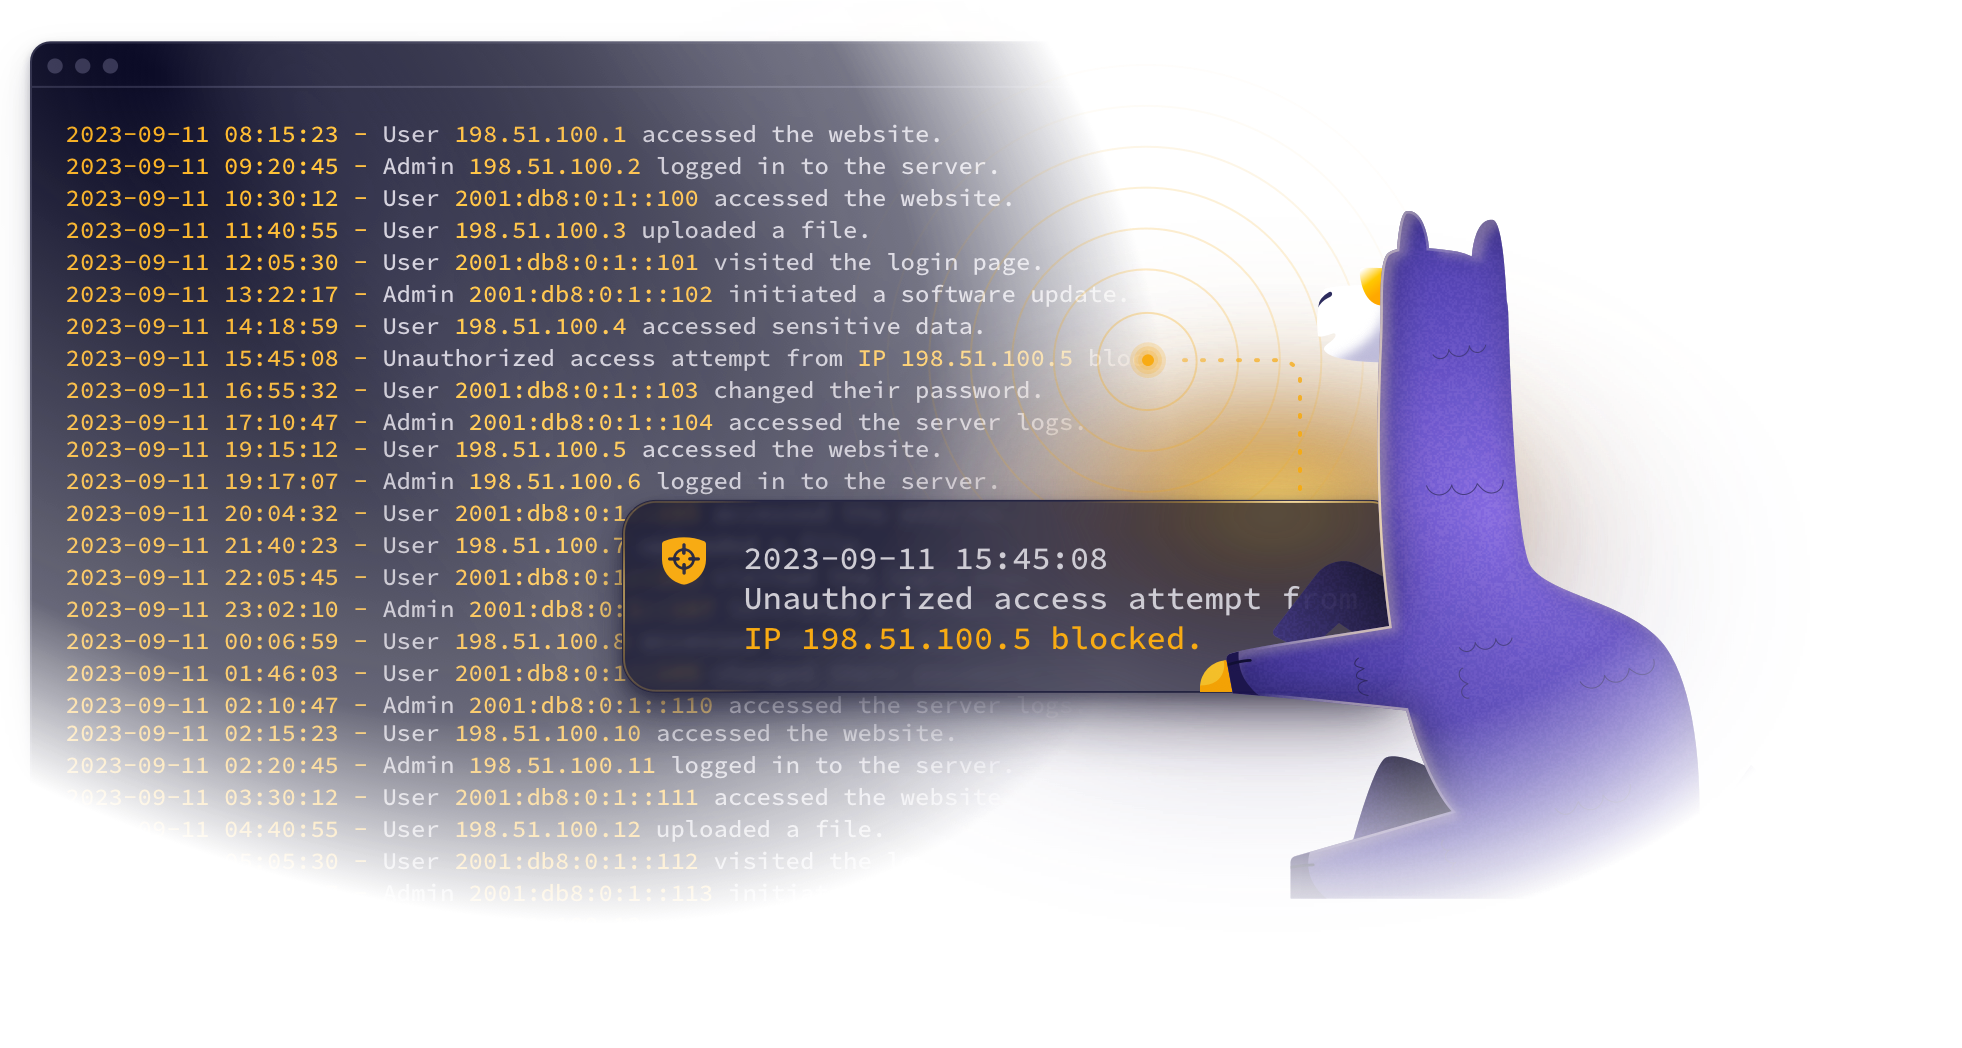 2023-09-11 08:15:23 - User 198.51.100.1 accessed the website.
2023-09-11 09:20:45 - Admin 198.51.100.2 logged in to the server.
2023-09-11 10:30:12 - User 2001:db8:0:1::100 accessed the website.
2023-09-11 11:40:55 - User 198.51.100.3 uploaded a file.
2023-09-11 12:05:30 - User 2001:db8:0:1::101 visited the login page.
2023-09-11 13:22:17 - Admin 2001:db8:0:1::102 initiated a software update.
2023-09-11 14:18:59 - User 198.51.100.4 accessed sensitive data.
2023-09-11 15:45:08 - Unauthorized access attempt from IP 198.51.100.5 blo
2023-09-11 16:55:32 - User 2001:db8:0:1::103 changed their password.
2023-09-11 17:10:47 - Admin 2001:db8:0:1::104 accessed the server logs.
2023-09-11 19:15:12 - User 198.51.100.5 accessed the website.
2023-09-11 19:17:07 - Admin 198.51.100.6 logged in to the server.
2023-09-11 20:04:32 - User 2001:db8:0:1
2023-09-11 21:40:23 - User 198.51.100.7
2023-09-11 22:05:45 - User 2001:db8:0:1
2023-09-11 23:02:10 - Admin 2001:db8:0:
2023-09-11 00:06:59 - User 198.51.100.8
2023-09-11 01:46:03 - User 2001:db8:0:1
2023-09-11 02:10:47 - Admin 2001:db8:0:1::110 accessed the server logs.
2023-09-11 02:15:23 - User 198.51.100.10 accessed the website.
2023-09-11 02:20:45 - Admin 198.51.100.11 logged in to the server.
2023-09-11 03:30:12 - User 2001:db8:0:1::111 accessed the website
09-11 04:40:55 - User 198.51.100.12 uploaded a file.
05:30 - User 2001:db8:0:1::112 visited the
Admin 2001:db8:0:1::113
2023-09-11 15:45:08
Unauthorized access attempt from
IP 198.51.100.5 blocked.